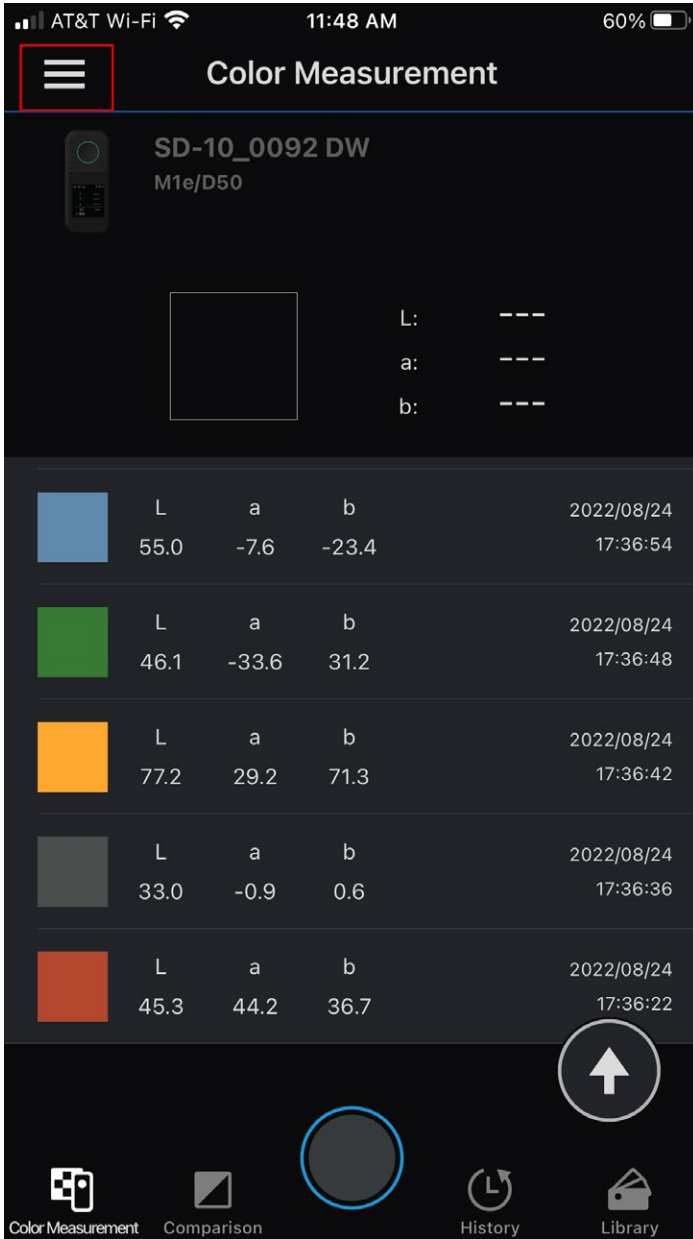 AT&T Wi-Fi 11:48 AM 60%
Color Measurement
SD-10_0092 DW
M1e/D50
L: ---
a: ---
b: ---
L a b 2022/08/24
55.0 -7.6 -23.4 17:36:54
L a b 2022/08/24
46.1 -33.6 31.2 17:36:48
L a b 2022/08/24
77.2 29.2 71.3 17:36:42
L a b 2022/08/24
33.0 -0.9 0.6 17:36:36
L a b 2022/08/24
45.3 44.2 36.7 17:36:22
Color Measurement Comparison History Library